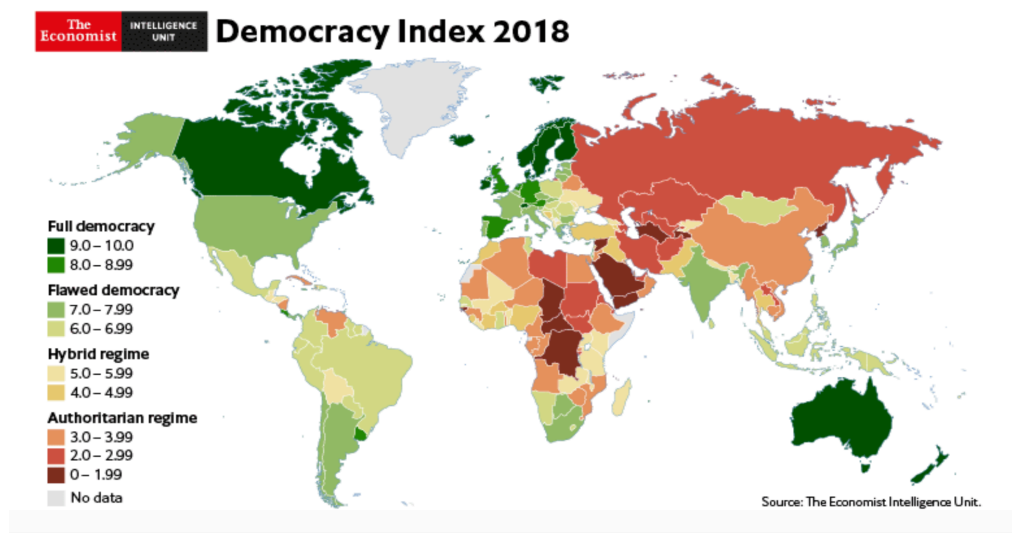 The
Economist
INTELLIGENCE
UNIT
Democracy Index 2018
Full democracy
9.0 – 10.0
8.0 – 8.99
Flawed democracy
7.0 – 7.99
6.0 – 6.99
Hybrid regime
5.0 – 5.99
4.0 – 4.99
Authoritarian regime
3.0 – 3.99
2.0 – 2.99
0 – 1.99
No data
Source: The Economist Intelligence Unit.